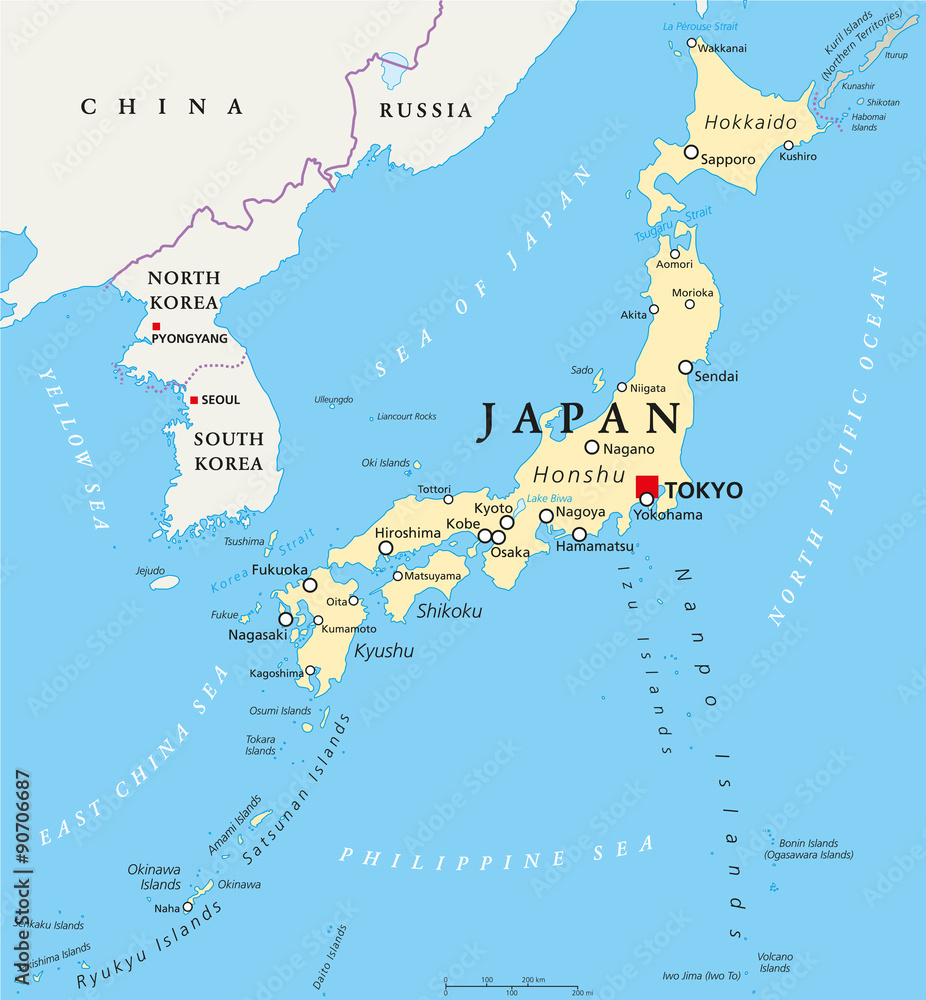 La Pérouse Strait
Wakkanai
Kuril Islands
(Northern Territories)
Iturup
Kunashir
Shikotan
Habomai
Islands
CHINA
RUSSIA
Hokkaido
Sapporo
Kushiro
Tsugaru Strait
SEA OF JAPAN
Aomori
Morioka
Akita
NORTH
KOREA
PYONGYANG
SEOUL
SOUTH
KOREA
YELLOW SEA
Sendai
Sado
Niigata
Ulleungdo
Liancourt Rocks
JAPAN
Nagano
Honshu
TOKYO
Yokohama
NORTH PACIFIC OCEAN
Oki Islands
Tottori
Lake Biwa
Kyoto
Nagoya
Kobe
Osaka
Hamamatsu
Hiroshima
Tsushima
Korea Strait
Jejudo
Fukuoka
Matsuyama
Shikoku
Oita
Fukue
Nagasaki
Kumamoto
Kyushu
Kagoshima
Izu Islands
Nanpo Islands
Osumi Islands
Tokara
Islands
Satsunan Islands
EAST CHINA SEA
Amami Islands
PHILIPPINE SEA
Bonin Islands
(Ogasawara Islands)
Okinawa
Islands
Okinawa
Naha
Ryukyu Islands
Daito Islands
Volcano
Islands
Iwo Jima (Iwo To)
0 100 200 km
0 100 200 mi
Adobe Stock | #90706687
Adobe Stock